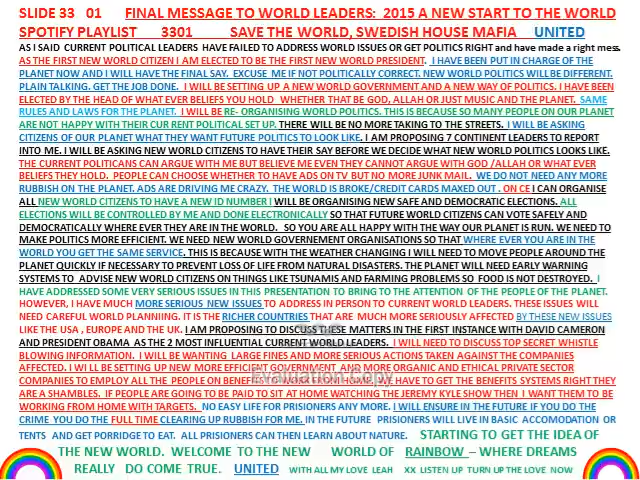 SLIDE 33 01 FINAL MESSAGE TO WORLD LEADERS: 2015 A NEW START TO THE WORLD
SPOTIFY PLAYLIST 3301 SAVE THE WORLD, SWEDISH HOUSE MAFIA UNITED
AS I SAID CURRENT POLITICAL LEADERS HAVE FAILED TO ADDRESS WORLD ISSUES OR GET POLITICS RIGHT and have made a right mess.
AS THE FIRST NEW WORLD CITIZEN I AM ELECTED TO BE THE FIRST NEW WORLD PRESIDENT. I HAVE BEEN PUT IN CHARGE OF THE
PLANET NOW AND I WILL HAVE THE FINAL SAY. EXCUSE ME IF NOT POLITICALLY CORRECT. NEW WORLD POLITICS WILL BE DIFFERENT.
PLAIN TALKING. GET THE JOB DONE. I WILL BE SETTING UP A NEW WORLD GOVERNMENT AND A NEW WAY OF POLITICS. I HAVE BEEN
ELECTED BY THE HEAD OF WHAT EVER BELIEFS YOU HOLD WHETHER THAT BE GOD, ALLAH OR JUST MUSIC AND THE PLANET. SAME
RULES AND LAWS FOR THE PLANET. I WILL BE RE- ORGANISING WORLD POLITICS. THIS IS BECAUSE SO MANY PEOPLE ON OUR PLANET
ARE NOT HAPPY WITH THEIR CURRENT POLITICAL SET UP. THERE WILL BE NO MORE TAKING TO THE STREETS. I WILL BE ASKING
CITIZENS OF OUR PLANET WHAT THEY WANT FUTURE POLITICS TO LOOK LIKE. I AM PROPOSING 7 CONTINENT LEADERS TO REPORT
INTO ME. I WILL BE ASKING NEW WORLD CITIZENS TO HAVE THEIR SAY BEFORE WE DECIDE WHAT NEW WORLD POLITICS LOOKS LIKE.
THE CURRENT POLITICIANS CAN ARGUE WITH ME BUT BELIEVE ME EVEN THEY CANNOT ARGUE WITH GOD /ALLAH OR WHAT EVER
BELIEFS THEY HOLD. PEOPLE CAN CHOOSE WHETHER TO HAVE ADS ON TV BUT NO MORE JUNK MAIL. WE DO NOT NEED ANY MORE
RUBBISH ON THE PLANET. ADS ARE DRIVING ME CRAZY. THE WORLD IS BROKE/CREDIT CARDS MAXED OUT . ON CE I CAN ORGANISE
ALL NEW WORLD CITIZENS TO HAVE A NEW ID NUMBER I WILL BE ORGANISING NEW SAFE AND DEMOCRATIC ELECTIONS. ALL
ELECTIONS WILL BE CONTROLLED BY ME AND DONE ELECTRONICALLY SO THAT FUTURE WORLD CITIZENS CAN VOTE SAFELY AND
DEMOCRATICALLY WHERE EVER THEY ARE IN THE WORLD. SO YOU ARE ALL HAPPY WITH THE WAY OUR PLANET IS RUN. WE NEED TO
MAKE POLITICS MORE EFFICIENT. WE NEED NEW WORLD GOVERNEMENT ORGANISATIONS SO THAT WHERE EVER YOU ARE IN THE
WORLD YOU GET THE SAME SERVICE. THIS IS BECAUSE WITH THE WEATHER CHANGING I WILL NEED TO MOVE PEOPLE AROUND THE
PLANET QUICKLY IF NECESSARY TO PREVENT LOSS OF LIFE FROM NATURAL DISASTERS. THE PLANET WILL NEED EARLY WARNING
SYSTEMS TO ADVISE NEW WORLD CITIZENS ON THINGS LIKE TSUNAMIS AND FARMING PROBLEMS SO FOOD IS NOT DESTROYED. I
HAVE ADDRESSED SOME VERY SERIOUS ISSUES IN THIS PRESENTATION TO BRING TO THE ATTENTION OF THE PEOPLE OF THE PLANET.
HOWEVER, I HAVE MUCH MORE SERIOUS NEW ISSUES TO ADDRESS IN PERSON TO CURRENT WORLD LEADERS. THESE ISSUES WILL
NEED CAREFUL WORLD PLANNIING. IT IS THE RICHER COUNTRIES THAT ARE MUCH MORE SERIOUSLY AFFECTED BY THESE NEW ISSUES
LIKE THE USA , EUROPE AND THE UK. I AM PROPOSING TO DISCUSS THESE MATTERS IN THE FIRST INSTANCE WITH DAVID CAMERON
AND PRESIDENT OBAMA AS THE 2 MOST INFLUENTIAL CURRENT WORLD LEADERS. I WILL NEED TO DISCUSS TOP SECRET WHISTLE
BLOWING INFORMATION. I WILL BE WANTING LARGE FINES AND MORE SERIOUS ACTIONS TAKEN AGAINST THE COMPANIES
AFFECTED. I WI LL BE SETTING UP NEW MORE EFFICIENT GOVERNMENT AND MORE ORGANIC AND ETHICAL PRIVATE SECTOR
COMPANIES TO EMPLOY ALL THE PEOPLE ON BENEFITS THAT WORK DON'T HAVE. WE HAVE TO GET THE BENEFITS SYSTEMS RIGHT THEY
ARE A SHAMBLES. IF PEOPLE ARE GOING TO BE PAID TO SIT AT HOME WATCHING THE JEREMY KYLE SHOW THEN I WANT THEM TO BE
WORKING FROM HOME WITH TARGETS. NO EASY LIFE FOR PRISONERS ANY MORE. I WILL ENSURE IN THE FUTURE IF YOU DO THE
CRIME YOU DO THE FULL TIME CLEARING UP RUBBISH FOR ME. IN THE FUTURE PRISONERS WILL LIVE IN BASIC ACCOMODATION OR
TENTS AND GET PORRIDGE TO EAT. ALL PRISONERS CAN THEN LEARN ABOUT NATURE. STARTING TO GET THE IDEA OF
THE NEW WORLD. WELCOME TO THE NEW WORLD OF RAINBOW – WHERE DREAMS
REALLY DO COME TRUE. UNITED WITH ALL MY LOVE LEAH XX LISTEN UP TURN UP THE LOVE NOW
Evaluation Copy